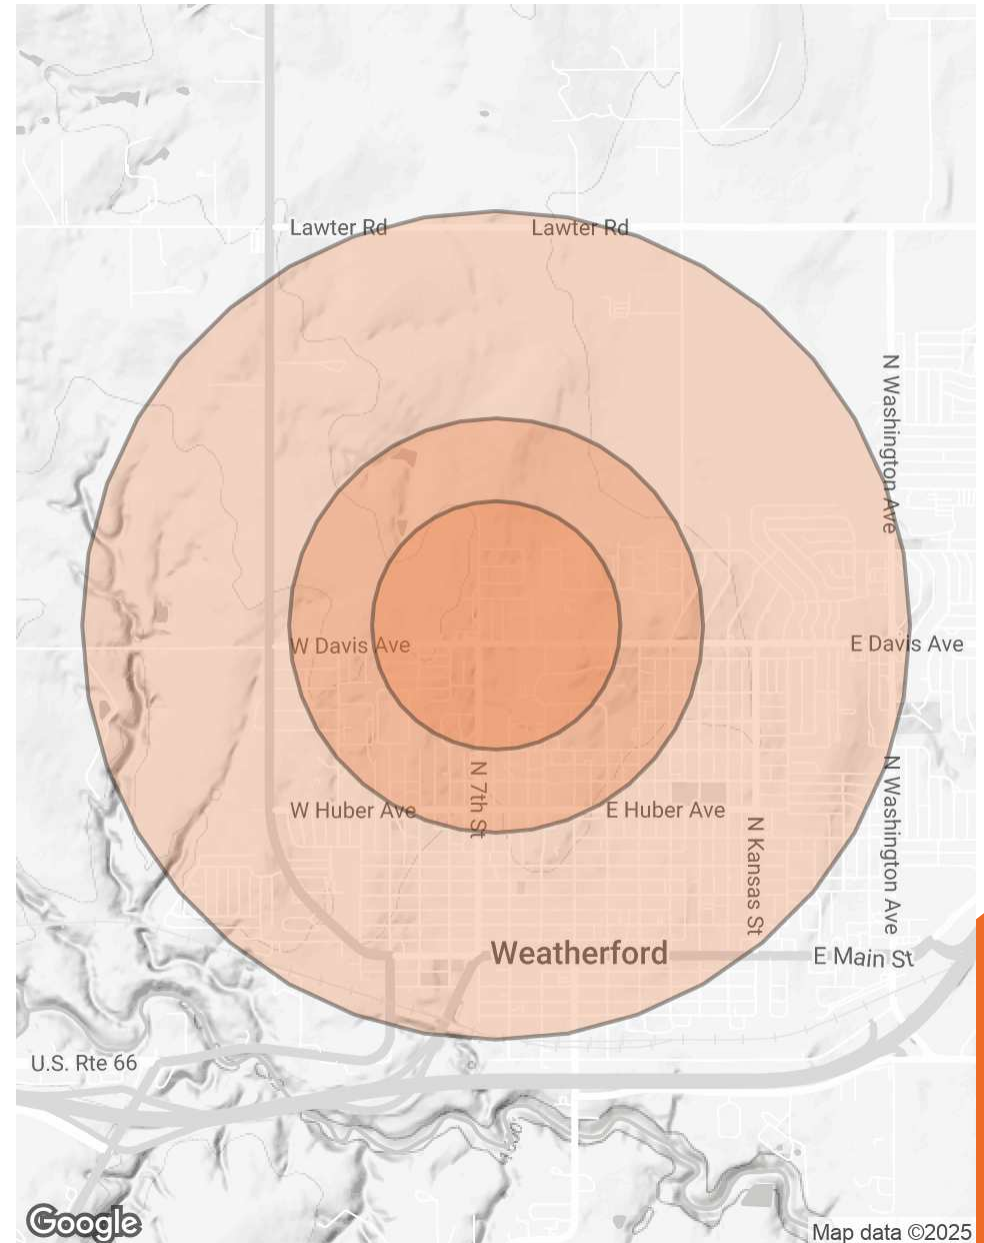 Lawter Rd
Lawter Rd
N Washington Ave
W Davis Ave
E Davis Ave
N 7th St
W Huber Ave
E Huber Ave
N Kansas St
N Washington Ave
Weatherford
E Main St
U.S. Rte 66
Google
Map data ©2025